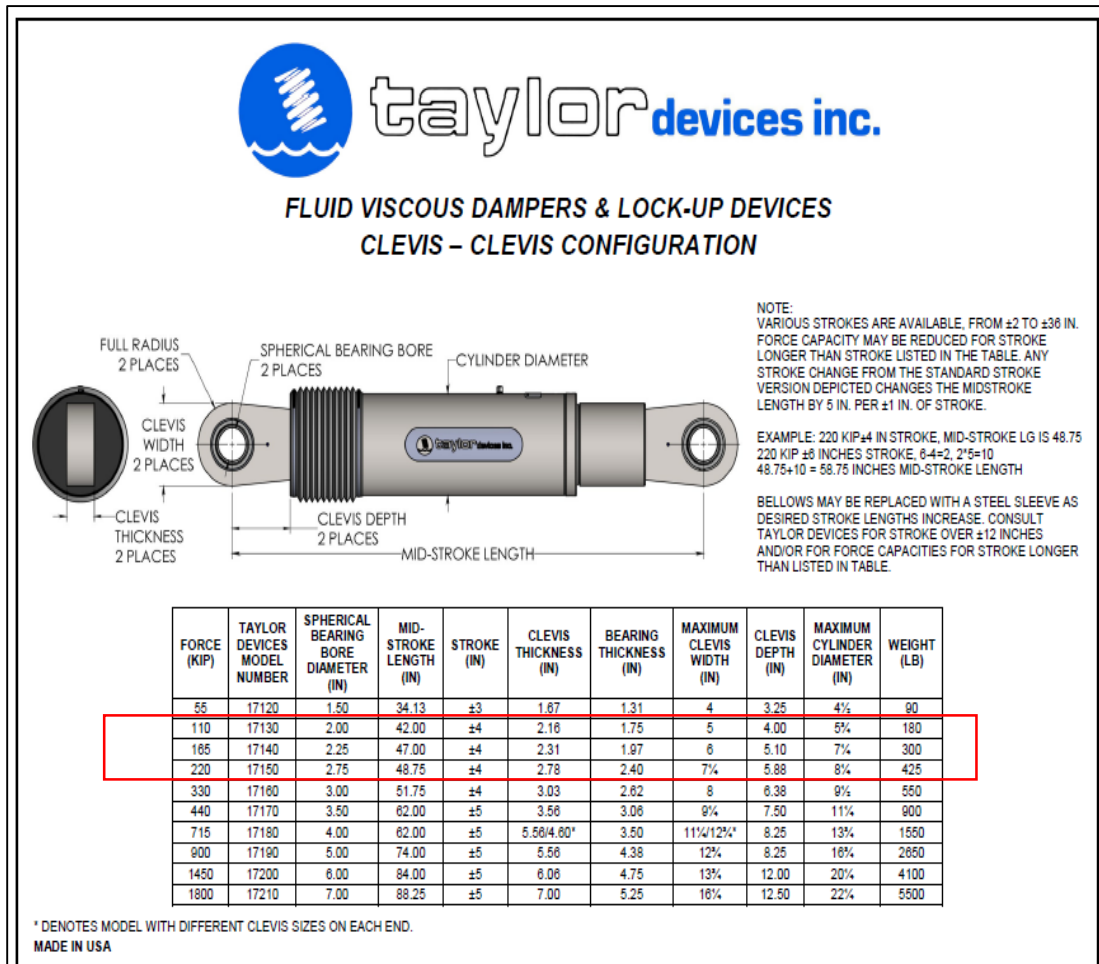 taylor devices inc.
FLUID VISCOUS DAMPERS & LOCK-UP DEVICES
CLEVIS – CLEVIS CONFIGURATION
NOTE:
VARIOUS STROKES ARE AVAILABLE, FROM ±2 TO ±36 IN.
FORCE CAPACITY MAY BE REDUCED FOR STROKE
LONGER THAN STROKE LISTED IN THE TABLE. ANY
STROKE CHANGE FROM THE STANDARD STROKE
VERSION DEPICTED CHANGES THE MIDSTROKE
LENGTH BY 5 IN. PER ±1 IN. OF STROKE.
EXAMPLE: 220 KIP±4 IN STROKE, MID-STROKE LG IS 48.75
220 KIP ±6 INCHES STROKE, 6-4=2, 2*5=10
48.75+10 = 58.75 INCHES MID-STROKE LENGTH
BELLOWS MAY BE REPLACED WITH A STEEL SLEEVE AS
DESIRED STROKE LENGTHS INCREASE. CONSULT
TAYLOR DEVICES FOR STROKE OVER ±12 INCHES
AND/OR FOR FORCE CAPACITIES FOR STROKE LONGER
THAN LISTED IN TABLE.
FULL RADIUS
2 PLACES
SPHERICAL BEARING BORE
2 PLACES
CYLINDER DIAMETER
CLEVIS
WIDTH
2 PLACES
taylor devices inc.
CLEVIS
THICKNESS
2 PLACES
CLEVIS DEPTH
2 PLACES
MID-STROKE LENGTH
FORCE (KIP) TAYLOR DEVICES MODEL NUMBER SPHERICAL BEARING BORE DIAMETER (IN) MID-STROKE LENGTH (IN) STROKE (IN) CLEVIS THICKNESS (IN) BEARING THICKNESS (IN) MAXIMUM CLEVIS WIDTH (IN) CLEVIS DEPTH (IN) MAXIMUM CYLINDER DIAMETER (IN) WEIGHT (LB)
55 17120 1.50 34.13 ±3 1.67 1.31 4 3.25 4½ 90
110 17130 2.00 42.00 ±4 2.16 1.75 5 4.00 5¾ 180
165 17140 2.25 47.00 ±4 2.31 1.97 6 5.10 7¼ 300
220 17150 2.75 48.75 ±4 2.78 2.40 7¼ 5.88 8¼ 425
330 17160 3.00 51.75 ±4 3.03 2.62 8 6.38 9½ 550
440 17170 3.50 62.00 ±5 3.56 3.06 9¼ 7.50 11¼ 900
715 17180 4.00 62.00 ±5 5.56/4.60* 3.50 11¼/12¾* 8.25 13¾ 1550
900 17190 5.00 74.00 ±5 5.56 4.38 12¾ 8.25 16¾ 2650
1450 17200 6.00 84.00 ±5 6.06 4.75 13¾ 12.00 20¼ 4100
1800 17210 7.00 88.25 ±5 7.00 5.25 16¼ 12.50 22¼ 5500
* DENOTES MODEL WITH DIFFERENT CLEVIS SIZES ON EACH END.
MADE IN USA